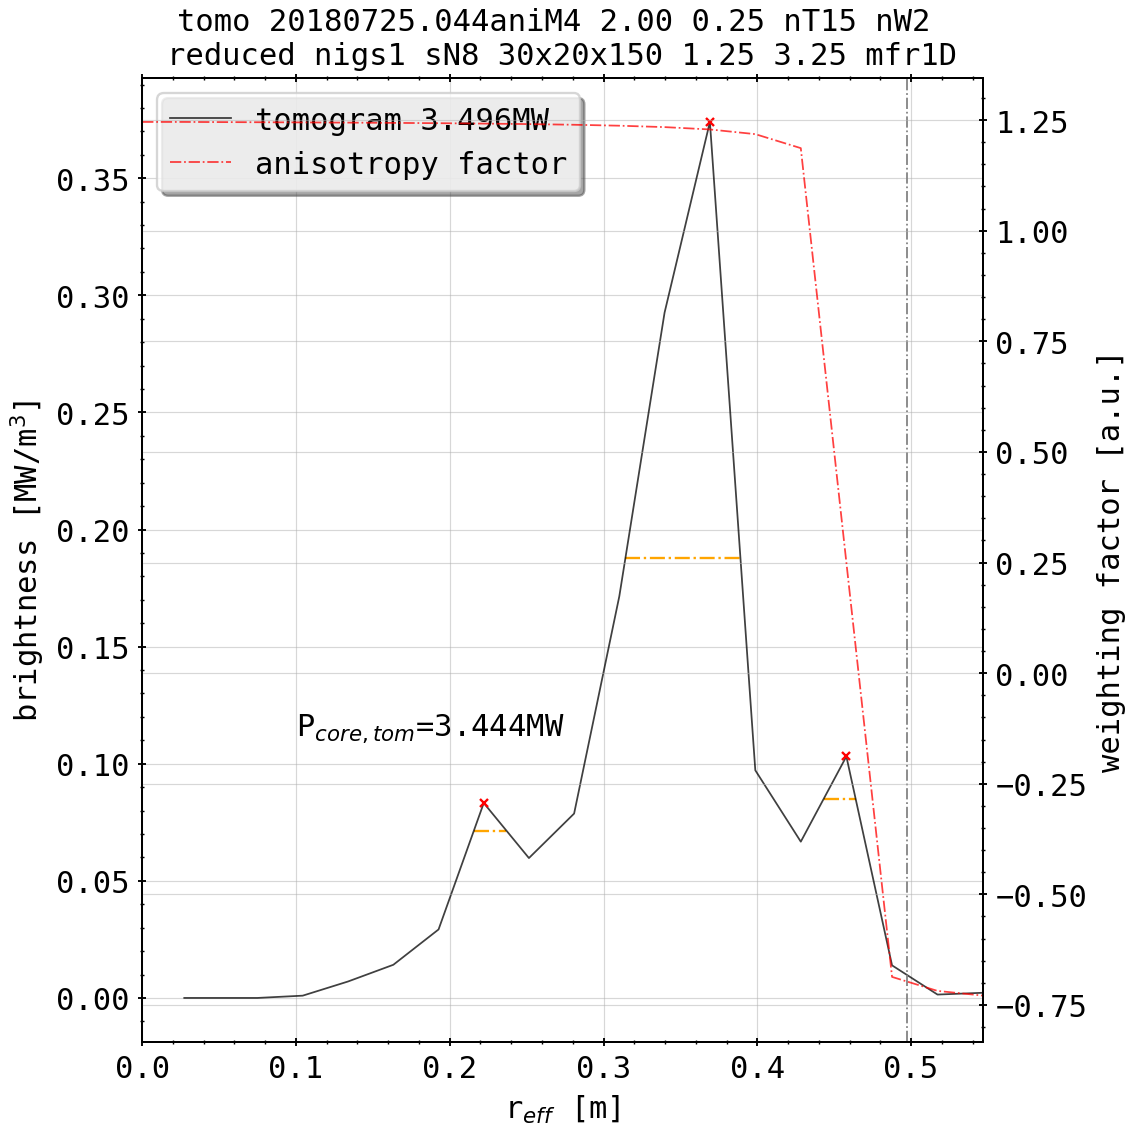 tomo 20180725.044aniM4 2.00 0.25 nT15 nW2
reduced nigs1 sN8 30x20x150 1.25 3.25 mfr1D
tomogram 3.496MW
anisotropy factor
0.35
0.30
0.25
0.20
0.15
0.10
0.05
0.00
brightness [MW/m³]
P_core,tom=3.444MW
1.25
1.00
0.75
0.50
0.25
0.00
−0.25
−0.50
−0.75
weighting factor [a.u.]
0.0 0.1 0.2 0.3 0.4 0.5
r_eff [m]